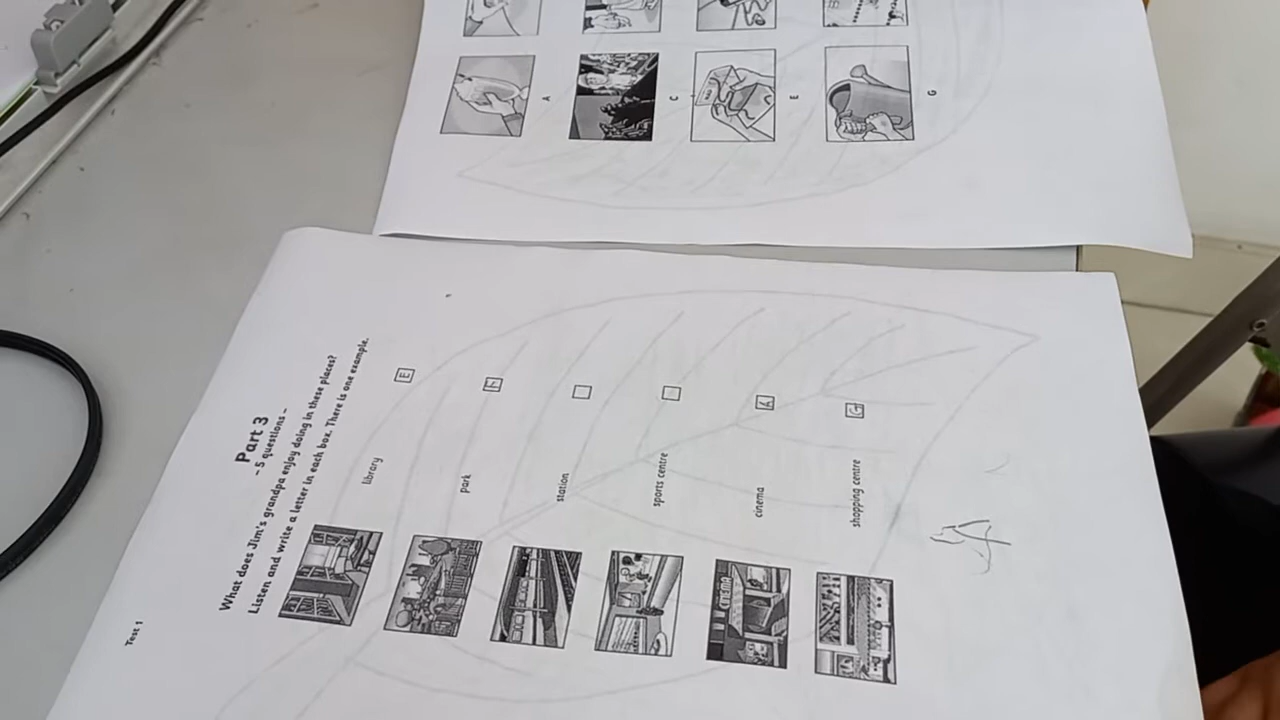 Test 1
Part 3
– 5 questions –
What does Jim's grandpa enjoy doing in these places?
Listen and write a letter in each box. There is one example.
library E
park F
station
sports centre
cinema
CINEMA
shopping centre G
A
C
E
G